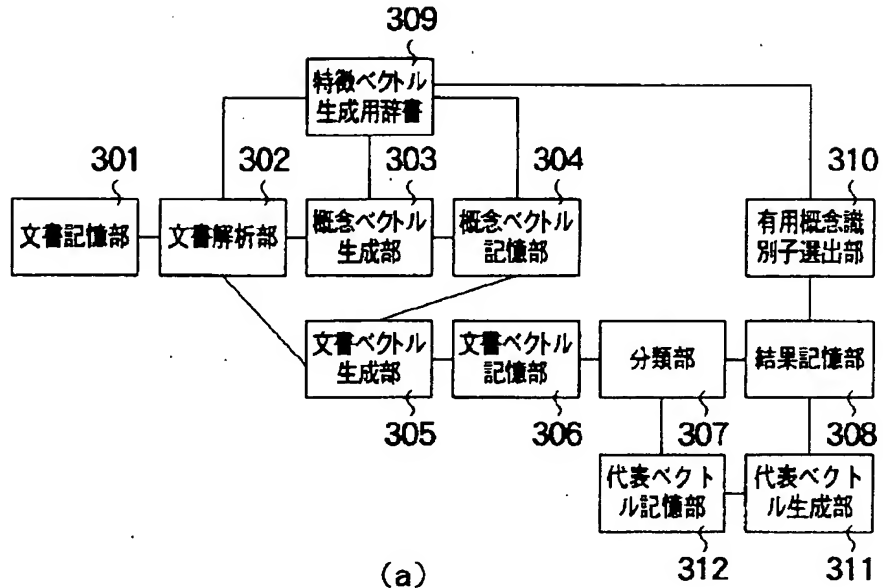 309
特徴ベクトル
生成用辞書
301
302
303
304
310
文書記憶部
文書解析部
概念ベクトル
生成部
概念ベクトル
記憶部
有用概念識
別子選出部
文書ベクトル
生成部
文書ベクトル
記憶部
分類部
結果記憶部
305
306
307
308
代表ベクト
ル記憶部
代表ベクト
ル生成部
(a)
312
311